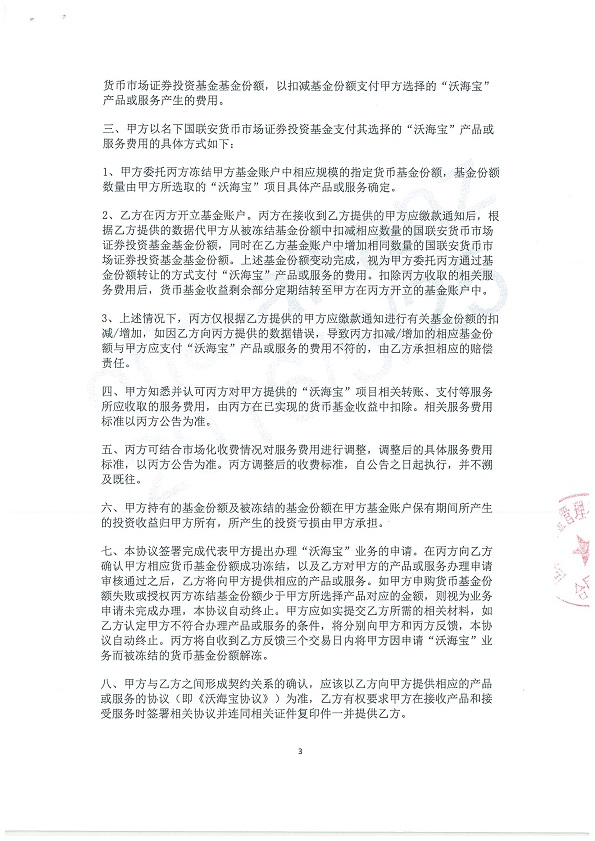 货币市场证券投资基金基金份额，以扣减基金份额支付甲方选择的“沃海宝”
产品或服务产生的费用。
三、甲方以名下国联安货币市场证券投资基金支付其选择的“沃海宝”产品或
服务费用的具体方式如下：
1、甲方委托丙方冻结甲方基金账户中相应规模的指定货币基金份额，基金份额
数量由甲方所选取的“沃海宝”项目具体产品或服务确定。
2、乙方在丙方开立基金账户。丙方在接收到乙方提供的甲方应缴款通知后，根
据乙方提供的数据代甲方从被冻结基金份额中扣减相应数量的国联安货币市场
证券投资基金基金份额，同时在乙方基金账户中增加相同数量的国联安货币市
场证券投资基金基金份额。上述基金份额变动完成，视为甲方委托丙方通过基
金份额转让的方式支付“沃海宝”产品或服务的费用。扣除丙方收取的相关服
务费用后，货币基金收益剩余部分定期结转至甲方在丙方开立的基金账户中。
3、上述情况下，丙方仅根据乙方提供的甲方应缴款通知进行有关基金份额的扣
减/增加，如因乙方向丙方提供的数据错误，导致丙方扣减/增加的相应基金份
额与甲方应支付“沃海宝”产品或服务的费用不符的，由乙方承担相应的赔偿
责任。
四、甲方知悉并认可丙方对甲方提供的“沃海宝”项目相关转账、支付等服务
所应收取的服务费用，由丙方在已实现的货币基金收益中扣除。相关服务费用
标准以丙方公告为准。
五、丙方可结合市场化收费情况对服务费用进行调整，调整后的具体服务费用
标准，以丙方公告为准。丙方调整后的收费标准，自公告之日起执行，并不溯
及既往。
六、甲方持有的基金份额及被冻结的基金份额在甲方基金账户保有期间所产生
的投资收益归甲方所有，所产生的投资亏损由甲方承担。
七、本协议签署完成代表甲方提出办理“沃海宝”业务的申请。在丙方向乙方
确认甲方相应货币基金份额成功冻结，以及乙方对甲方的产品或服务办理申请
审核通过之后，乙方将向甲方提供相应的产品或服务。如甲方申购货币基金份
额失败或授权丙方冻结基金份额少于甲方所选择产品对应的金额，则视为业务
申请未完成办理，本协议自动终止。甲方应如实提交乙方所需的相关材料，如
乙方认定甲方不符合办理产品或服务的条件，将分别向甲方和丙方反馈，本协
议自动终止。丙方将自收到乙方反馈三个交易日内将甲方因申请“沃海宝”业
务而被冻结的货币基金份额解冻。
八、甲方与乙方之间形成契约关系的确认，应该以乙方向甲方提供相应的产品
或服务的协议（即《沃海宝协议》）为准，乙方有权要求甲方在接收产品和接
受服务时签署相关协议并连同相关证件复印件一并提供乙方。
3